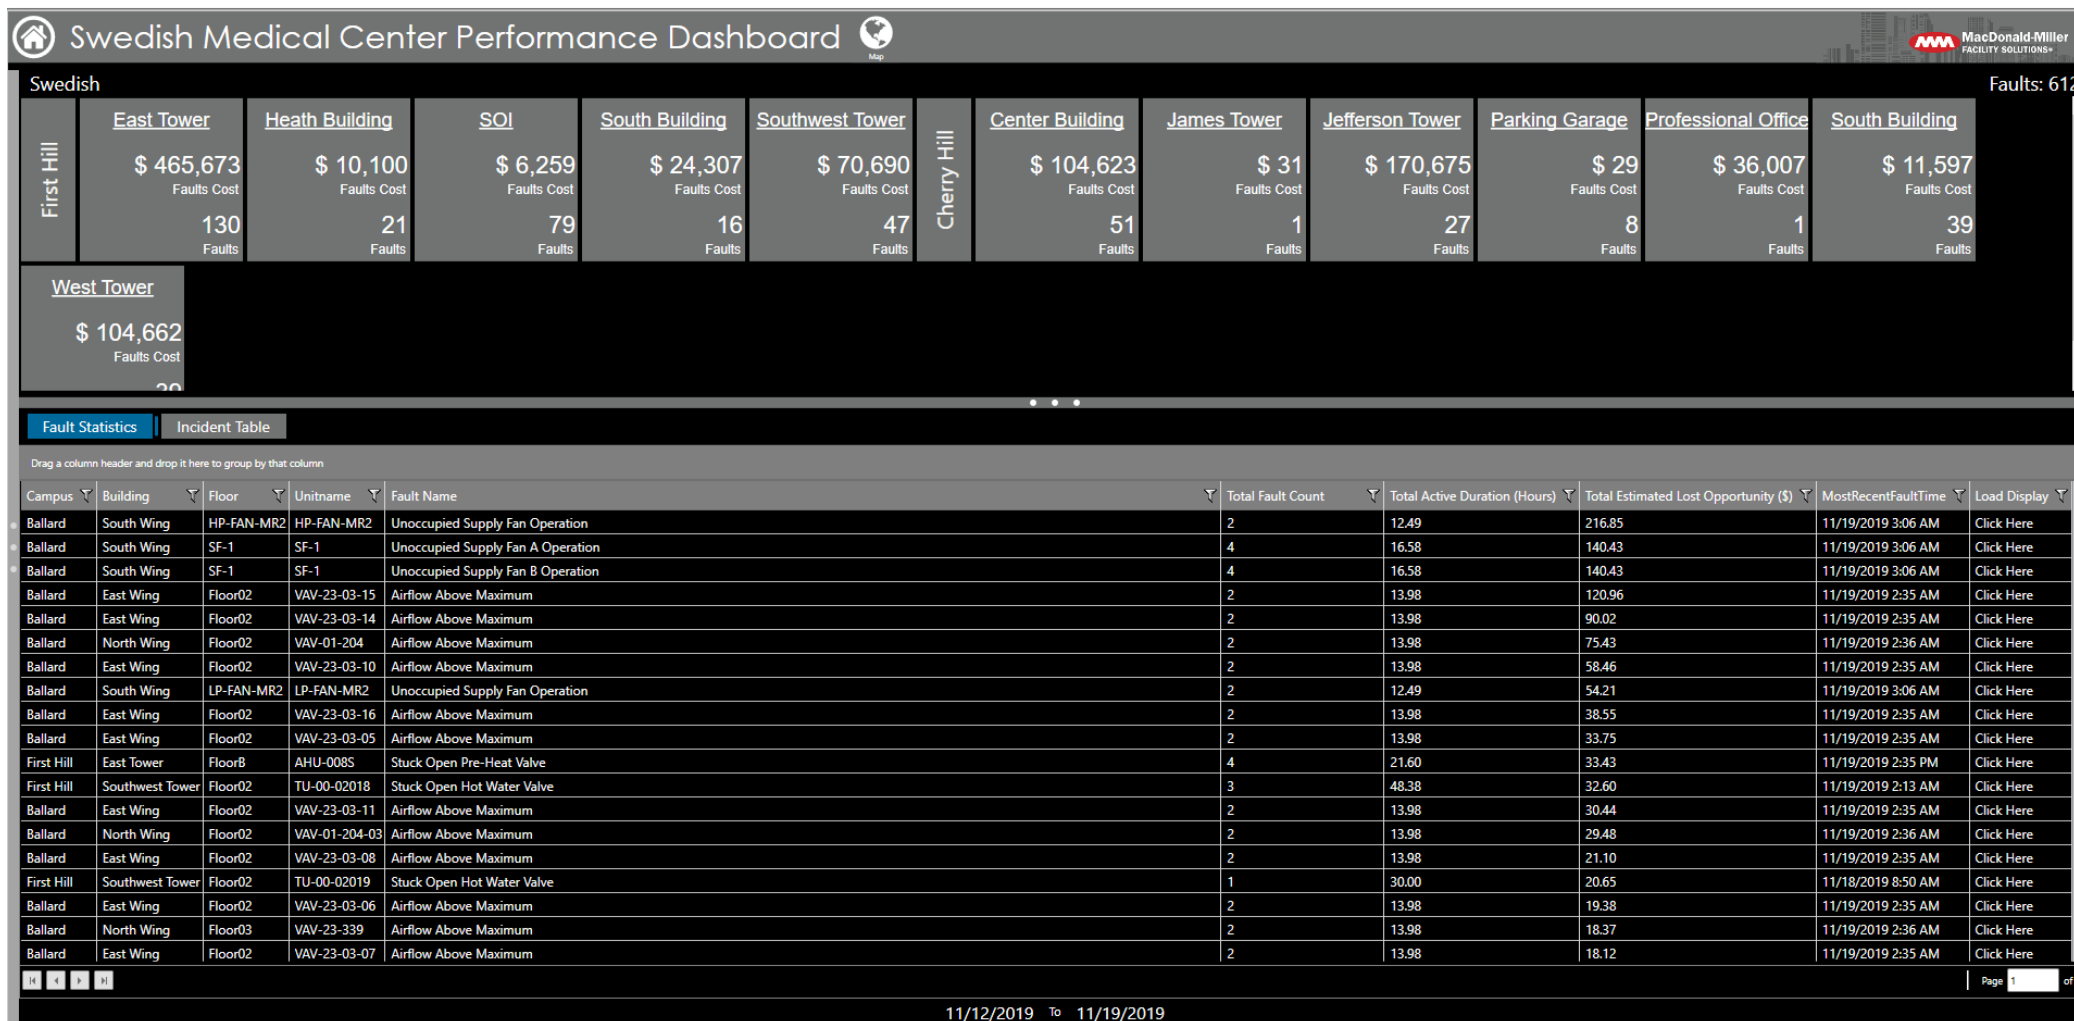 Swedish Medical Center Performance Dashboard
Map
MacDonald-Miller
FACILITY SOLUTIONS
Swedish Faults: 612
First Hill
East Tower
$ 465,673
Faults Cost
130
Faults
Heath Building
$ 10,100
Faults Cost
21
Faults
SOI
$ 6,259
Faults Cost
79
Faults
South Building
$ 24,307
Faults Cost
16
Faults
Southwest Tower
$ 70,690
Faults Cost
47
Faults
Cherry Hill
Center Building
$ 104,623
Faults Cost
51
Faults
James Tower
$ 31
Faults Cost
1
Faults
Jefferson Tower
$ 170,675
Faults Cost
27
Faults
Parking Garage
$ 29
Faults Cost
8
Faults
Professional Office
$ 36,007
Faults Cost
1
Faults
South Building
$ 11,597
Faults Cost
39
Faults
West Tower
$ 104,662
Faults Cost
Fault Statistics Incident Table
Drag a column header and drop it here to group by that column
Campus Building Floor Unitname Fault Name Total Fault Count Total Active Duration (Hours) Total Estimated Lost Opportunity ($) MostRecentFaultTime Load Display
Ballard South Wing HP-FAN-MR2 HP-FAN-MR2 Unoccupied Supply Fan Operation 2 12.49 216.85 11/19/2019 3:06 AM Click Here
Ballard South Wing SF-1 SF-1 Unoccupied Supply Fan A Operation 4 16.58 140.43 11/19/2019 3:06 AM Click Here
Ballard South Wing SF-1 SF-1 Unoccupied Supply Fan B Operation 4 16.58 140.43 11/19/2019 3:06 AM Click Here
Ballard East Wing Floor02 VAV-23-03-15 Airflow Above Maximum 2 13.98 120.96 11/19/2019 2:35 AM Click Here
Ballard East Wing Floor02 VAV-23-03-14 Airflow Above Maximum 2 13.98 90.02 11/19/2019 2:35 AM Click Here
Ballard North Wing Floor02 VAV-01-204 Airflow Above Maximum 2 13.98 75.43 11/19/2019 2:36 AM Click Here
Ballard East Wing Floor02 VAV-23-03-10 Airflow Above Maximum 2 13.98 58.46 11/19/2019 2:35 AM Click Here
Ballard South Wing LP-FAN-MR2 LP-FAN-MR2 Unoccupied Supply Fan Operation 2 12.49 54.21 11/19/2019 3:06 AM Click Here
Ballard East Wing Floor02 VAV-23-03-16 Airflow Above Maximum 2 13.98 38.55 11/19/2019 2:35 AM Click Here
Ballard East Wing Floor02 VAV-23-03-05 Airflow Above Maximum 2 13.98 33.75 11/19/2019 2:35 AM Click Here
First Hill East Tower FloorB AHU-008S Stuck Open Pre-Heat Valve 4 21.60 33.43 11/19/2019 2:35 PM Click Here
First Hill Southwest Tower Floor02 TU-00-02018 Stuck Open Hot Water Valve 3 48.38 32.60 11/19/2019 2:13 AM Click Here
Ballard East Wing Floor02 VAV-23-03-11 Airflow Above Maximum 2 13.98 30.44 11/19/2019 2:35 AM Click Here
Ballard North Wing Floor02 VAV-01-204-03 Airflow Above Maximum 2 13.98 29.48 11/19/2019 2:36 AM Click Here
Ballard East Wing Floor02 VAV-23-03-08 Airflow Above Maximum 2 13.98 21.10 11/19/2019 2:35 AM Click Here
First Hill Southwest Tower Floor02 TU-00-02019 Stuck Open Hot Water Valve 1 30.00 20.65 11/18/2019 8:50 AM Click Here
Ballard East Wing Floor02 VAV-23-03-06 Airflow Above Maximum 2 13.98 19.38 11/19/2019 2:35 AM Click Here
Ballard North Wing Floor03 VAV-23-339 Airflow Above Maximum 2 13.98 18.37 11/19/2019 2:36 AM Click Here
Ballard East Wing Floor02 VAV-23-03-07 Airflow Above Maximum 2 13.98 18.12 11/19/2019 2:35 AM Click Here
Page 1 of
11/12/2019 To 11/19/2019